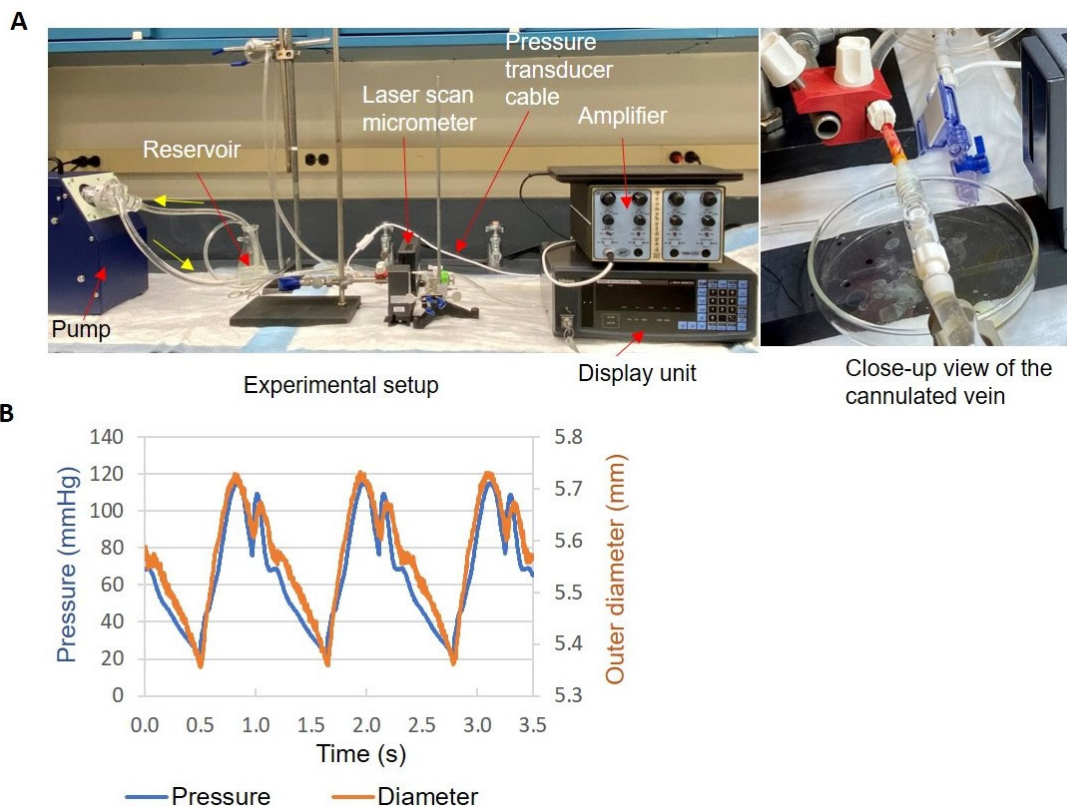 A
Pressure
transducer
cable
Laser scan
micrometer
Amplifier
Reservoir
Pump
Experimental setup
Display unit
Close-up view of the
cannulated vein
B
140
120
100
80
60
40
20
0
Pressure (mmHg)
5.8
5.7
5.6
5.5
5.4
5.3
Outer diameter (mm)
0.0 0.5 1.0 1.5 2.0 2.5 3.0 3.5
Time (s)
Pressure Diameter